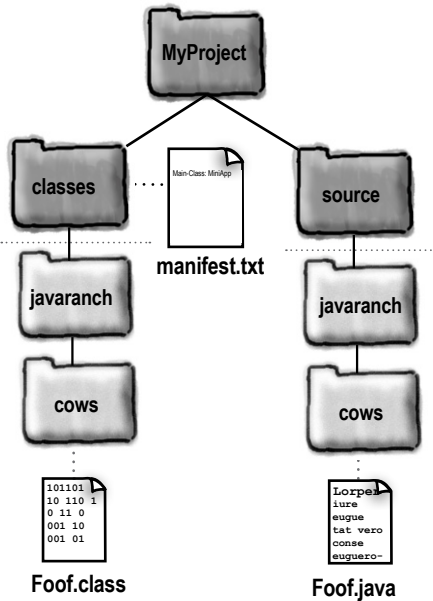 MyProject
classes
Main-Class: MiniApp
manifest.txt
source
javaranch
javaranch
cows
cows
101101
10 110 1
0 11 0
001 10
001 01
Foof.class
Lorper
iure
eugue
tat vero
conse
euguero-
Foof.java